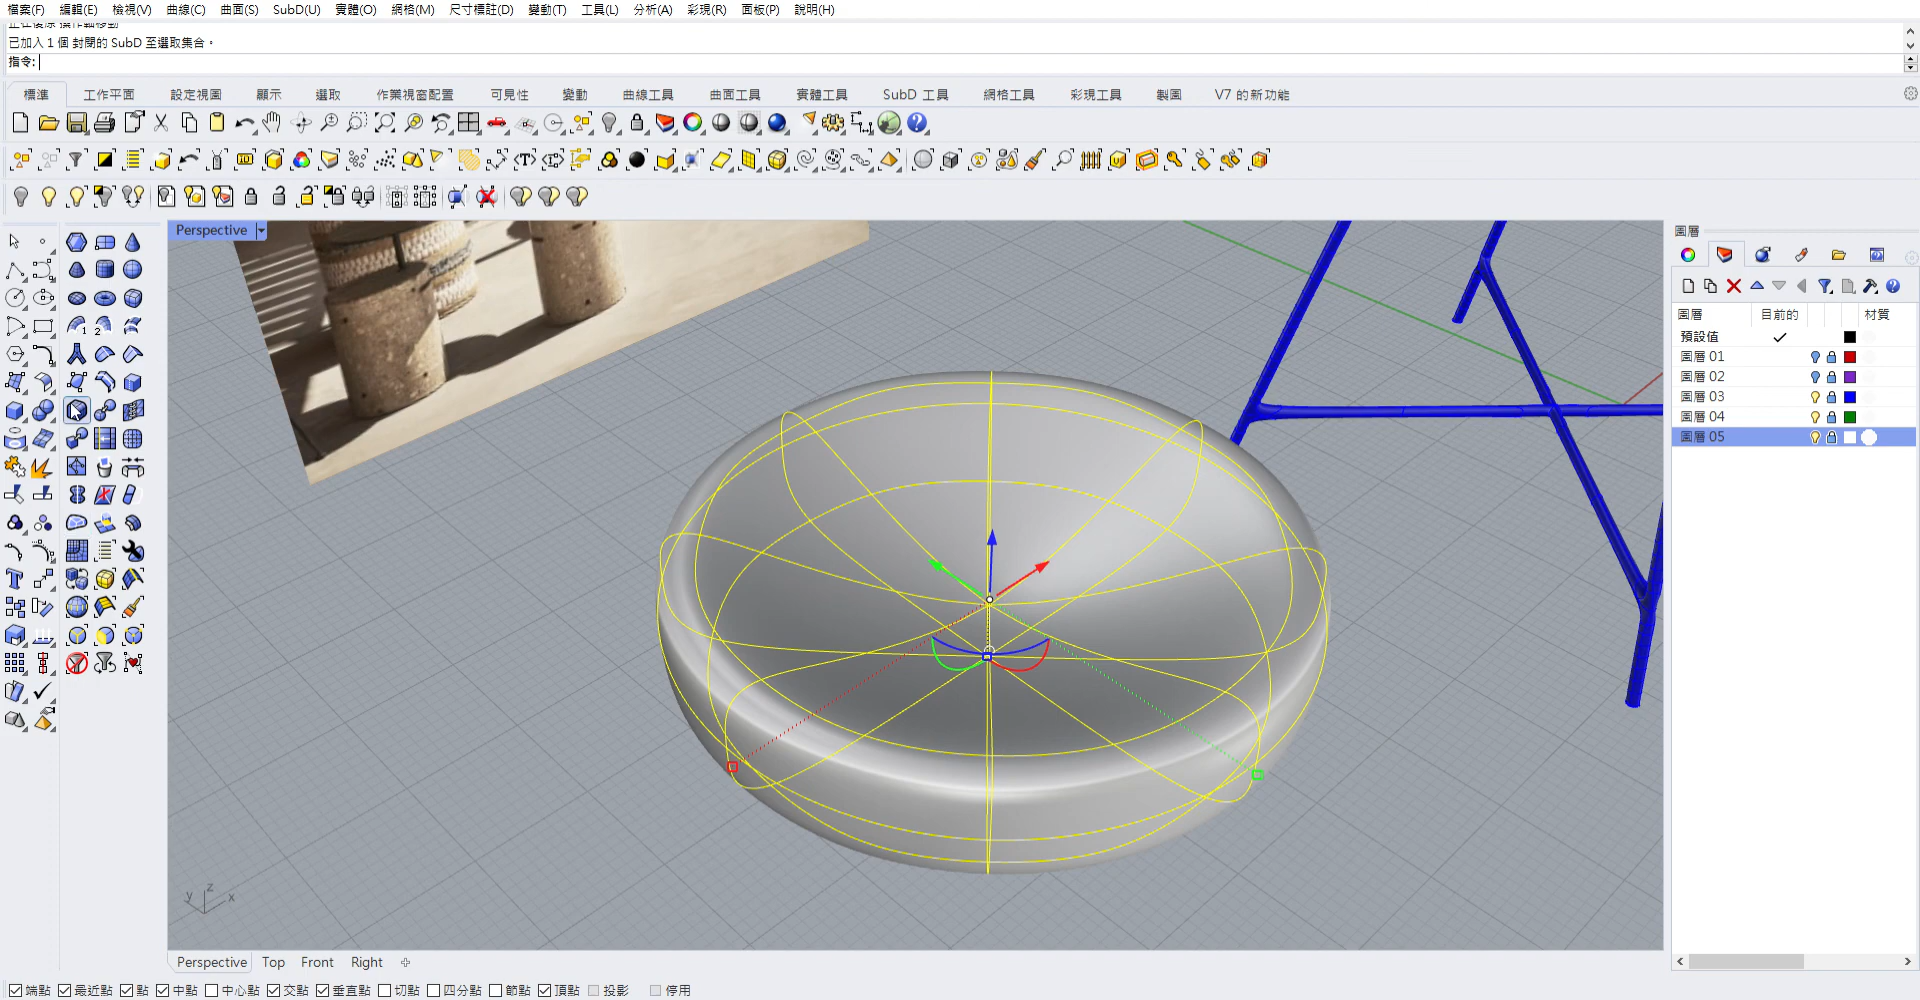 檔案(F) 編輯(E) 檢視(V) 曲線(C) 曲面(S) SubD(U) 實體(O) 網格(M) 尺寸標註(D) 變動(T) 工具(L) 分析(A) 彩現(R) 面板(P) 說明(H)
已加入 1 個 封閉的 SubD 至選取集合。
指令:
標準 工作平面 設定視圖 顯示 選取 作業視窗配置 可見性 變動 曲線工具 曲面工具 實體工具 SubD 工具 網格工具 彩現工具 製圖 V7 的新功能
Perspective
圖層
圖層 目前的 材質
預設值
圖層 01
圖層 02
圖層 03
圖層 04
圖層 05
z
y
x
Perspective Top Front Right
端點 最近點 點 中點 中心點 交點 垂直點 切點 四分點 節點 頂點 投影 停用